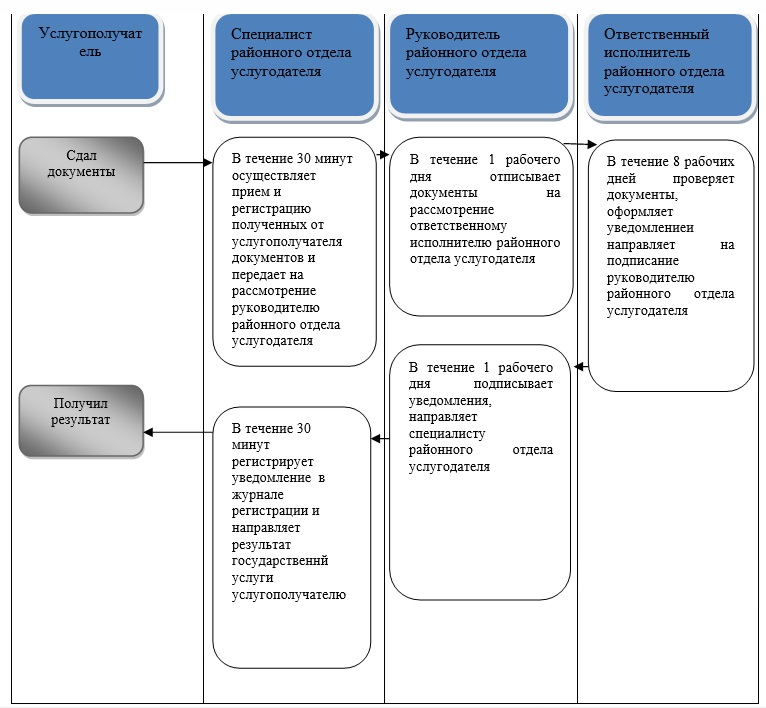 Услугополучат
ель
Специалист
районного отдела
услугодателя
Руководитель
районного отдела
услугодателя
Ответственный
исполнитель
районного отдела
услугодателя
Сдал
документы
В течение 30 минут
осуществляет
прием и
регистрацию
полученных от
услугополучателя
документов и
передает на
рассмотрение
руководителю
районного отдела
услугодателя
В течение 1 рабочего
дня отписывает
документы на
рассмотрение
ответственному
исполнителю районного
отдела услугодателя
В течение 8 рабочих
дней проверяет
документы,
оформляет
уведомлениеи
направляет на
подписание
руководителю
районного отдела
услугодателя
В течение 1 рабочего
дня подписывает
уведомления,
направляет
специалисту
районного отдела
услугодателя
Получил
результат
В течение 30
минут
регистрирует
уведомление в
журнале
регистрации и
направляет
результат
государственнй
услуги
услугополучателю